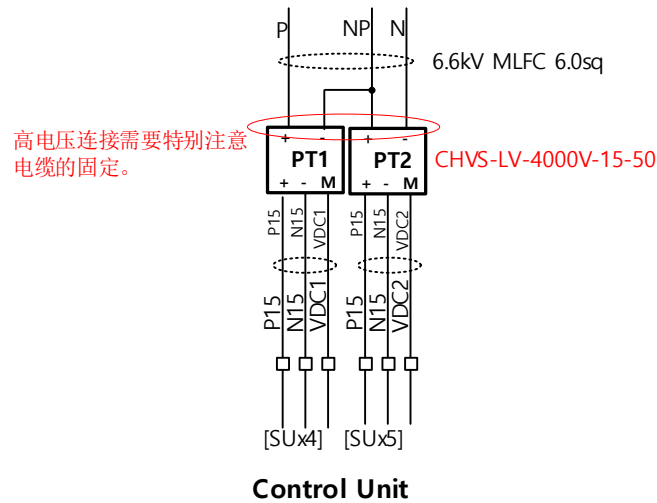 P NP N
6.6kV MLFC 6.0sq
高电压连接需要特别注意
电缆的固定。
+ - + -
PT1 PT2
CHVS-LV-4000V-15-50
+ - M + - M
P15 N15 VDC1 P15 N15 VDC2
P15 N15 VDC1 P15 N15 VDC2
[SUx4] [SUx5]
Control Unit